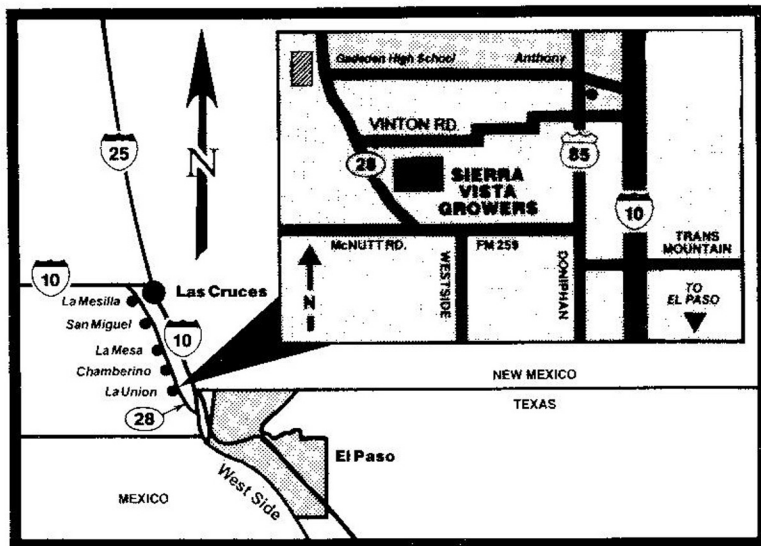 25
N
10
Las Cruces
La Mesilla
San Miguel
10
La Mesa
Chamberino
La Union
28
NEW MEXICO
TEXAS
El Paso
West Side
MEXICO
Gadsden High School
Anthony
VINTON RD.
28
85
SIERRA
VISTA
GROWERS
10
McNUTT RD.
FM 259
TRANS
MOUNTAIN
N
WESTSIDE
DONIPHAN
TO
EL PASO